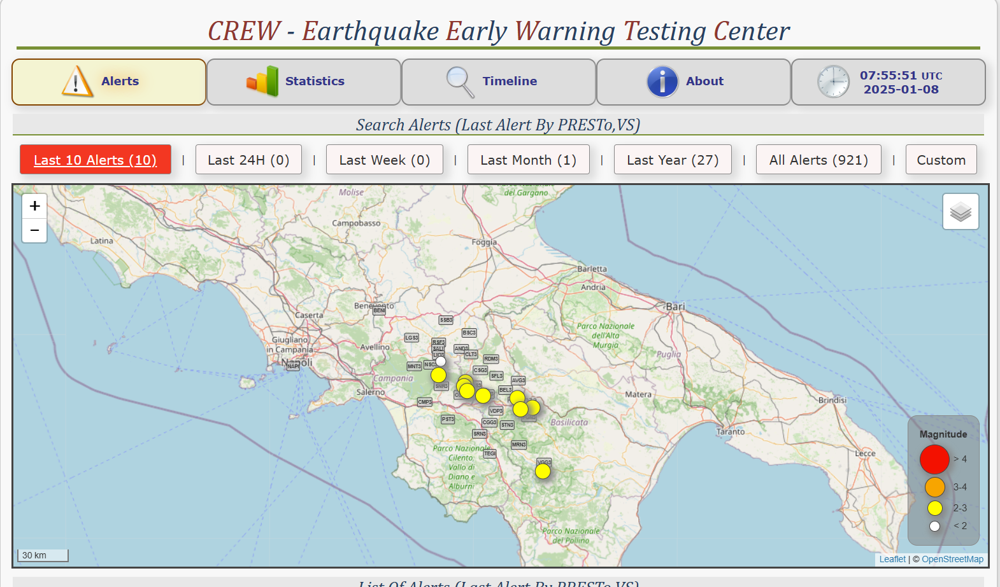 CREW - Earthquake Early Warning Testing Center
Alerts
Statistics
Timeline
About
07:55:51 UTC
2025-01-08
Search Alerts (Last Alert By PRESTo,VS)
Last 10 Alerts (10) | Last 24H (0) | Last Week (0) | Last Month (1) | Last Year (27) | All Alerts (921) | Custom
+
−
Molise
del Gargano
Campobasso
Latina
Foggia
Barletta
Andria
Bari
Benevento
BENI
Caserta
SSB3
Parco Nazionale
dell'Alta
Murgia
BSC3
LGS3
Giugliano
in Campania
RSF3
SALI
LIO3
Avellino
AND3
CLT3
Puglia
RDM3
Napoli
NAPI
MNT3
NSC3
CSG3
SFL3
Campania
AVG3
SNR3
BEL3
Salerno
Matera
Brindisi
CMP3
VDP3
PST3
CGG3
STN3
Basilicata
Taranto
SRN3
MRN3
TEGI
Parco Nazionale
Cilento,
Vallo di
Diano e
Alburni
VGG3
Lecce
Parco Nazionale
del Pollino
Magnitude
> 4
3-4
2-3
< 2
30 km
Leaflet | © OpenStreetMap
List Of Alerts (Last Alert By PRESTo,VS)